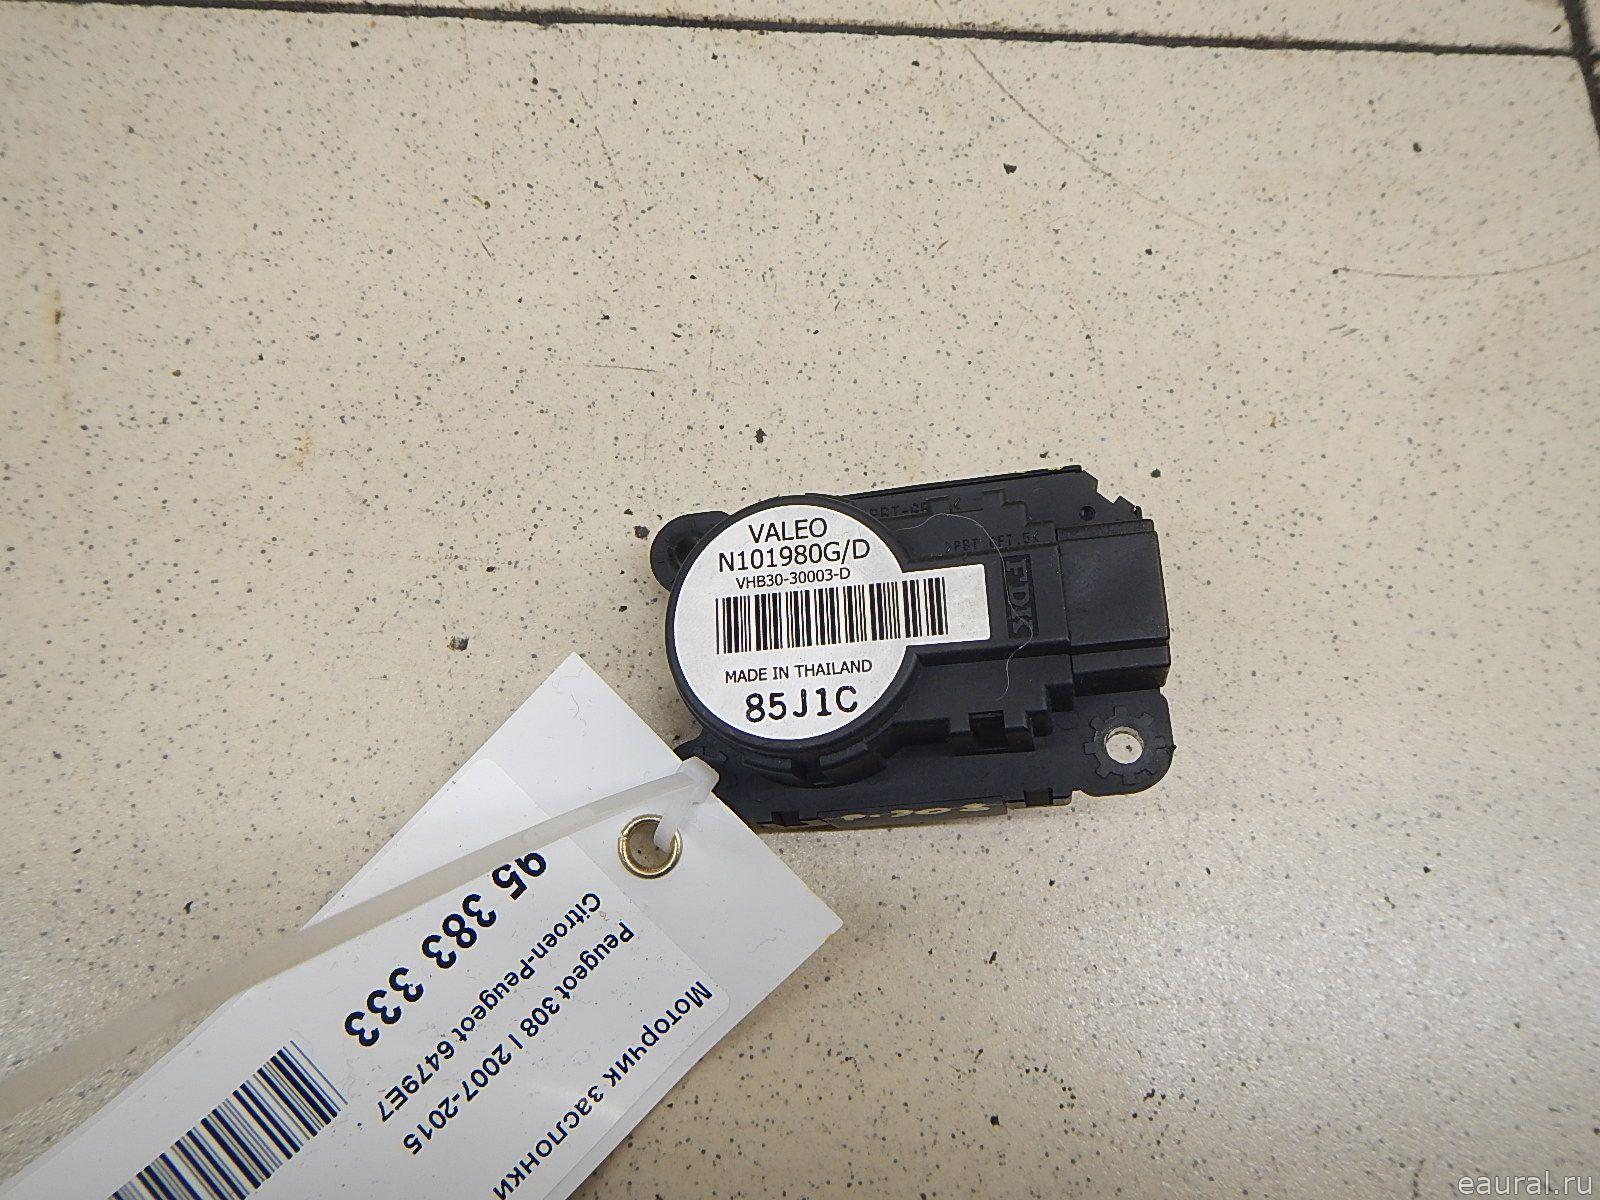 VALEO
N101980G/D
VHB30-30003-D
MADE IN THAILAND
85J1C
FDK
Моторчик заслонки
Peugeot 308 I 2007-2015
Citroen-Peugeot 6479E7
95 383 333
eaural.ru